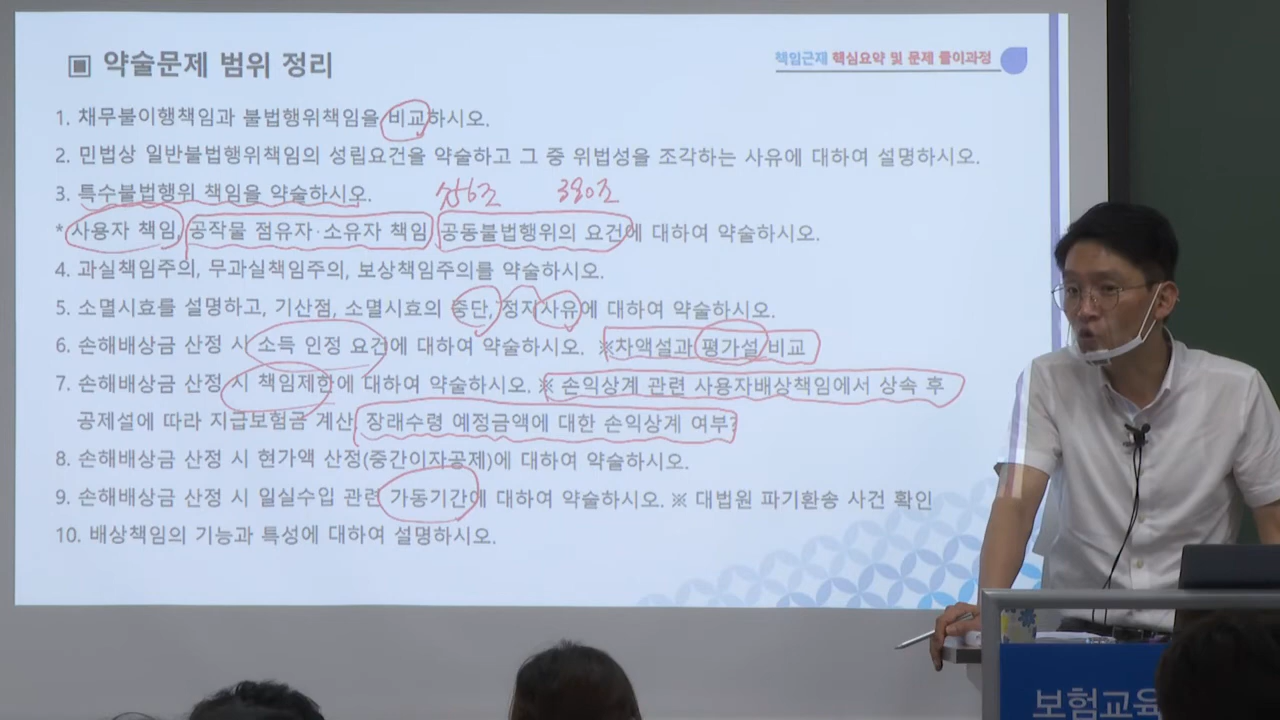 ▣ 약술문제 범위 정리
책임근재 핵심요약 및 문제 풀이과정
1. 채무불이행책임과 불법행위책임을 비교하시오.
2. 민법상 일반불법행위책임의 성립요건을 약술하고 그 중 위법성을 조각하는 사유에 대하여 설명하시오.
3. 특수불법행위 책임을 약술하시오.
* 사용자 책임, 공작물 점유자·소유자 책임, 공동불법행위의 요건에 대하여 약술하시오.
4. 과실책임주의, 무과실책임주의, 보상책임주의를 약술하시오.
5. 소멸시효를 설명하고, 기산점, 소멸시효의 중단, 정지사유에 대하여 약술하시오.
6. 손해배상금 산정 시 소득 인정 요건에 대하여 약술하시오. ※차액설과 평가설 비교
7. 손해배상금 산정 시 책임제한에 대하여 약술하시오. ※ 손익상계 관련 사용자배상책임에서 상속 후
공제설에 따라 지급보험금 계산, 장래수령 예정금액에 대한 손익상계 여부?
8. 손해배상금 산정 시 현가액 산정(중간이자공제)에 대하여 약술하시오.
9. 손해배상금 산정 시 일실수입 관련 가동기간에 대하여 약술하시오. ※ 대법원 파기환송 사건 확인
10. 배상책임의 기능과 특성에 대하여 설명하시오.
보험교육